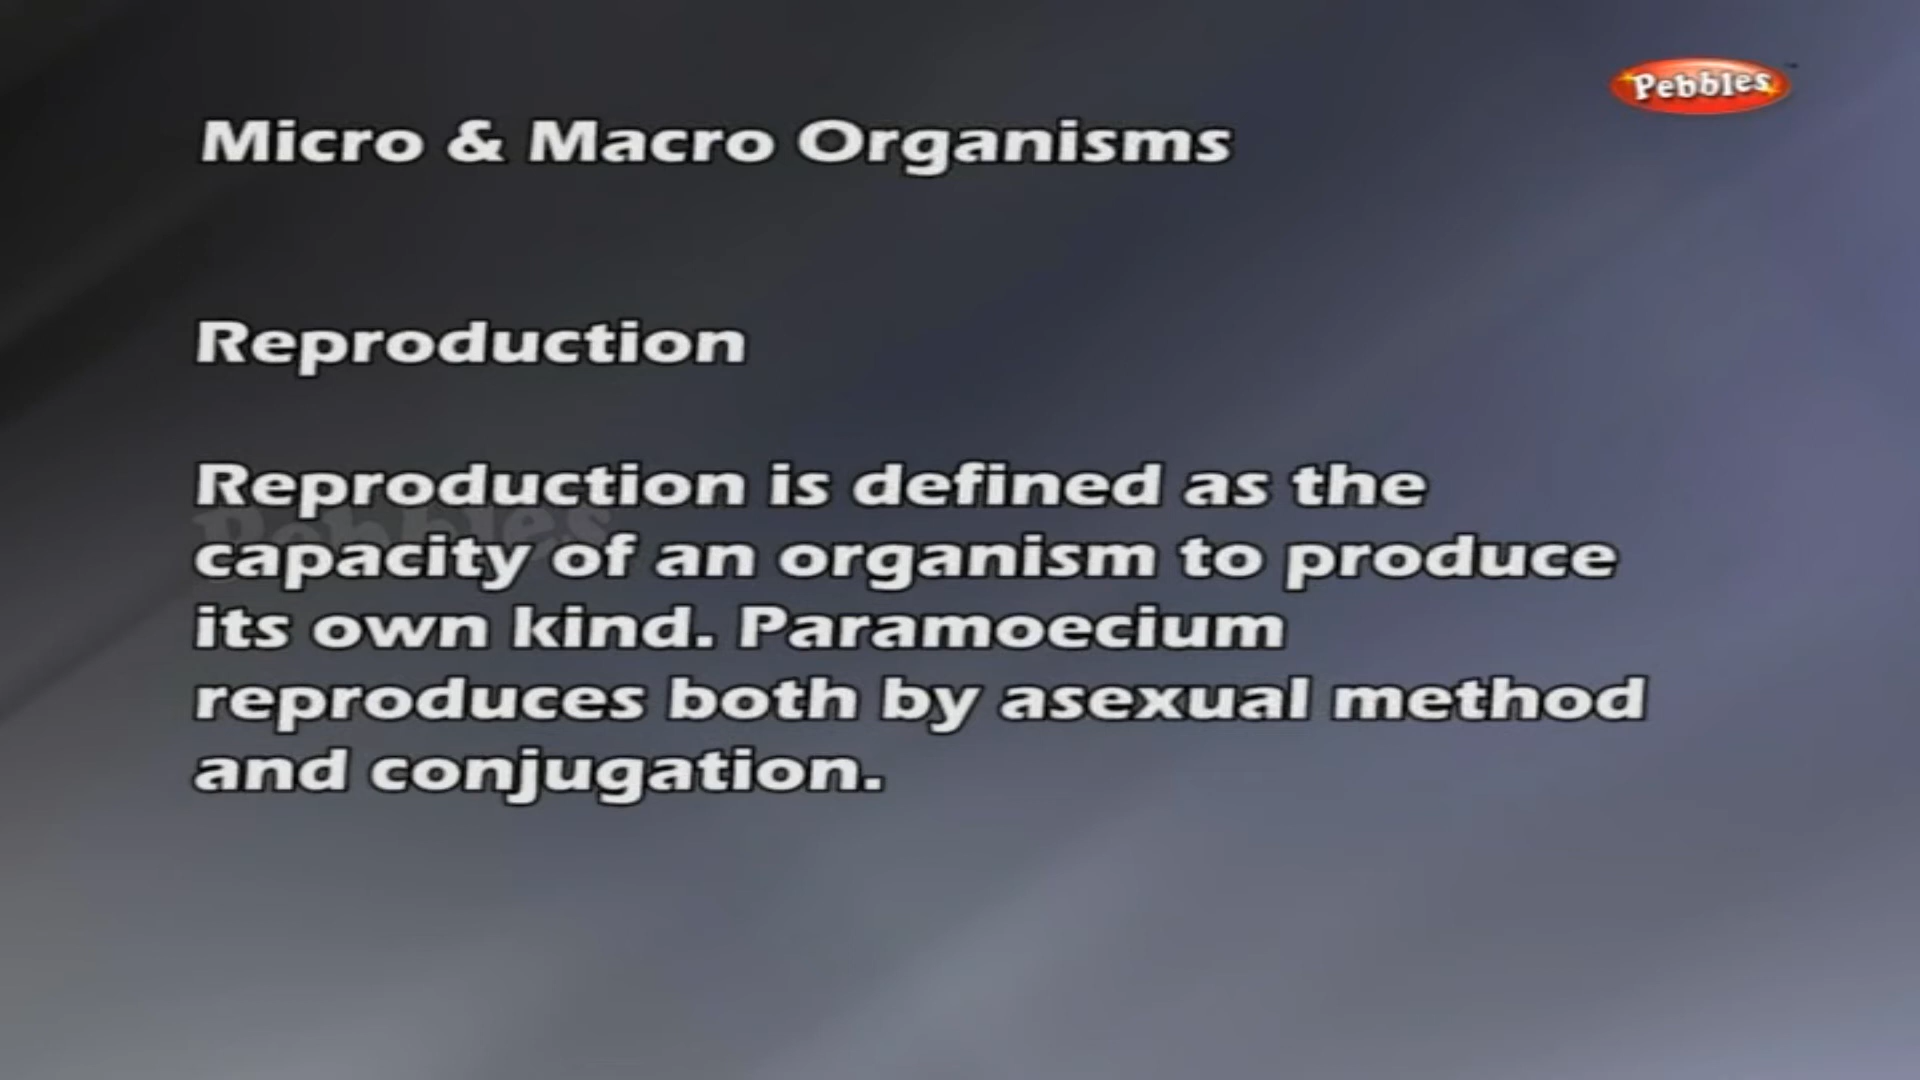 Pebbles
Micro & Macro Organisms
Reproduction
Reproduction is defined as the
Pebbles
capacity of an organism to produce
its own kind. Paramoecium
reproduces both by asexual method
and conjugation.